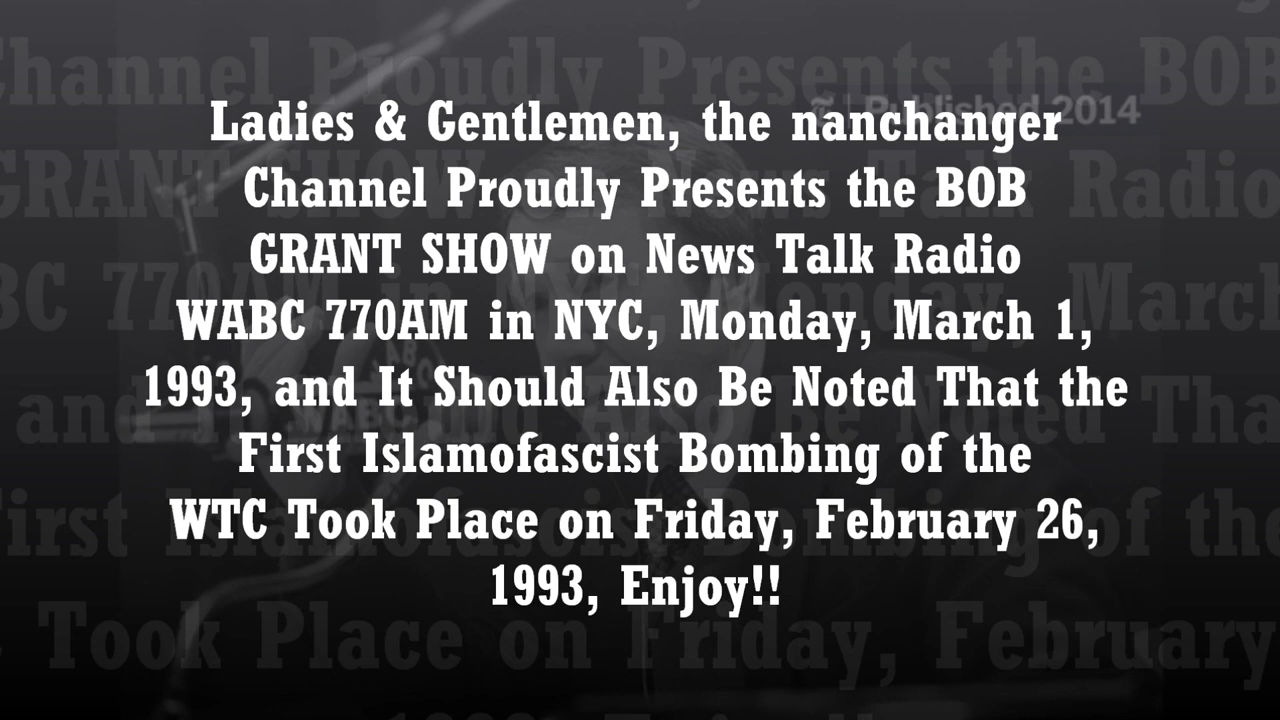 Ladies & Gentlemen, the nanchanger
Channel Proudly Presents the BOB
GRANT SHOW on News Talk Radio
WABC 770AM in NYC, Monday, March 1,
1993, and It Should Also Be Noted That the
First Islamofascist Bombing of the
WTC Took Place on Friday, February 26,
1993, Enjoy!!
Published 2014